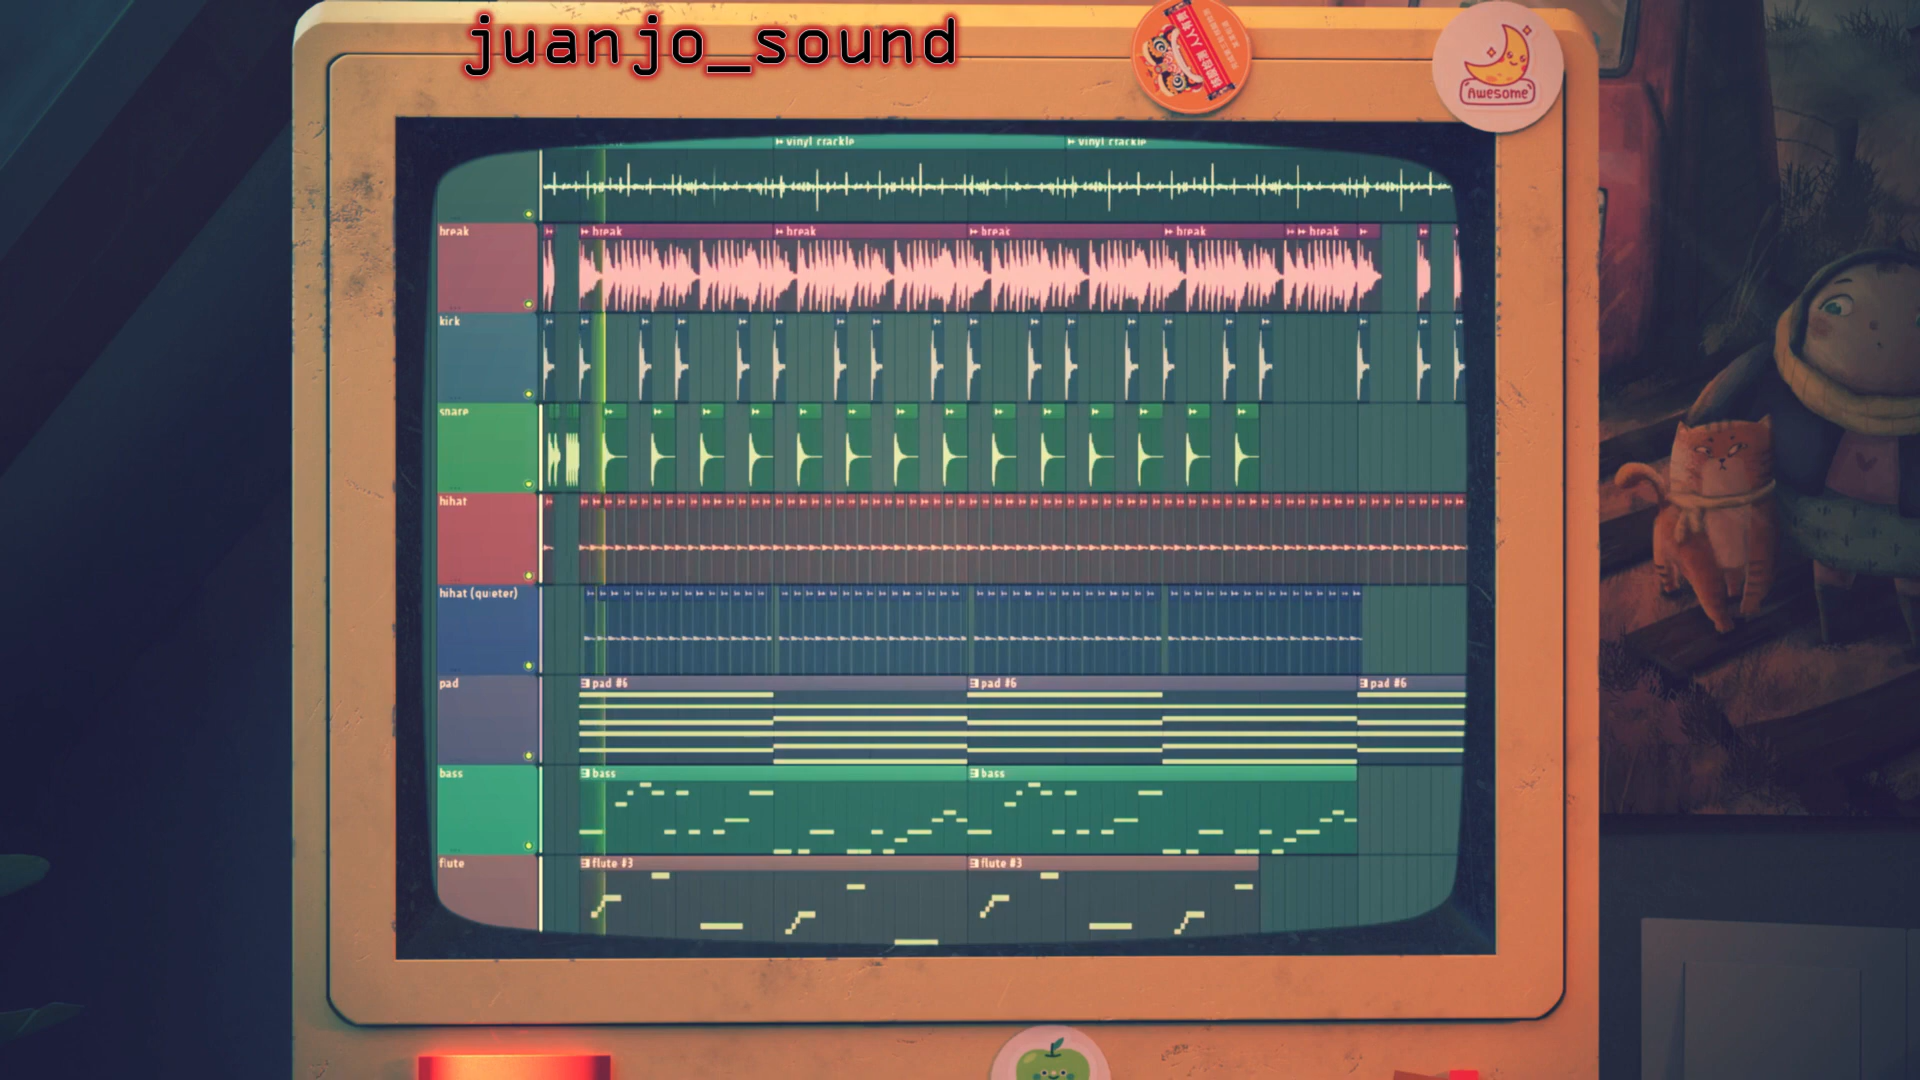 juanjo_sound
Awesome
vinyl crackle
vinyl crackle
break
break
break
break
break
break
kick
snare
hihat
hihat (quieter)
pad
pad #6
pad #6
pad #6
bass
bass
bass
flute
flute #3
flute #3